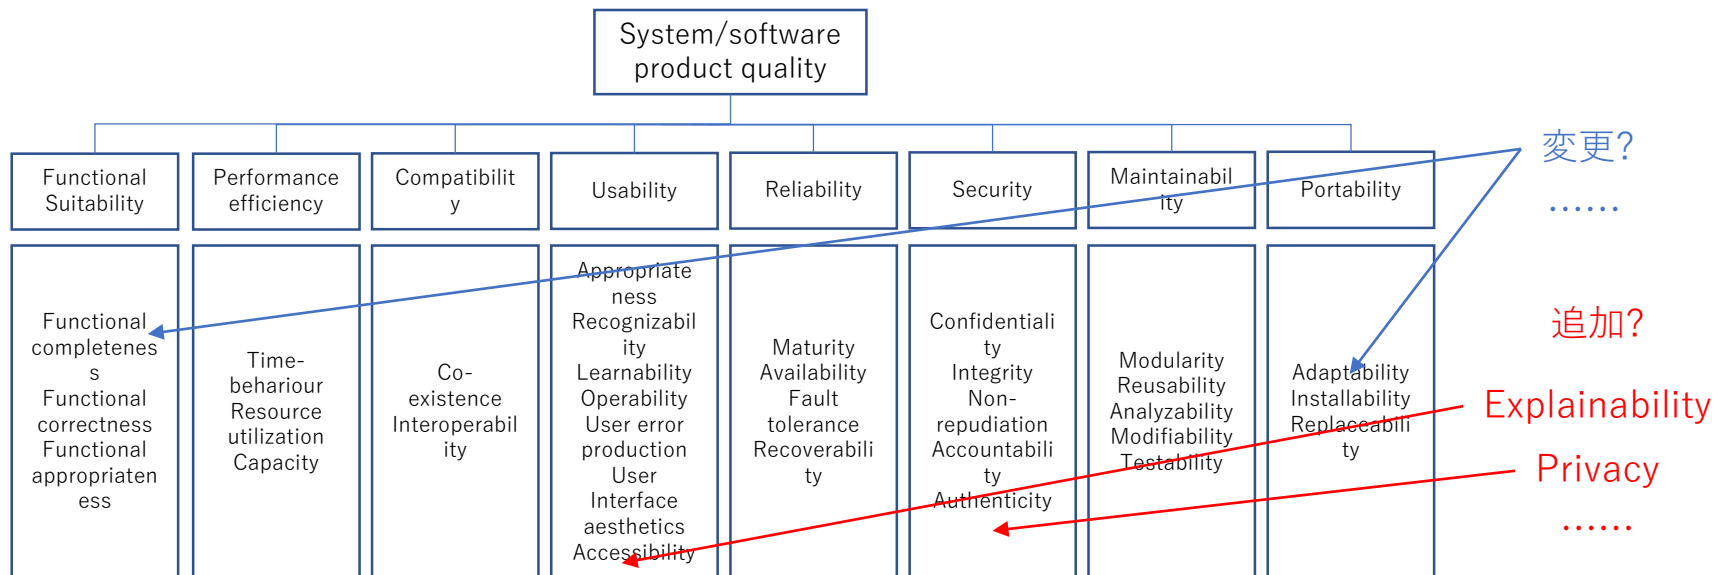 System/software
product quality
Functional
Suitability
Performance
efficiency
Compatibilit
y
Usability
Reliability
Security
Maintainabil
ity
Portability
変更?
……
Functional
completenes
s
Functional
correctness
Functional
appropriaten
ess
Time-
behariour
Resource
utilization
Capacity
Co-
existence
Interoperabil
ity
Appropriate
ness
Recognizabil
ity
Learnability
Operability
User error
production
User
Interface
aesthetics
Accessibility
Maturity
Availability
Fault
tolerance
Recoverabili
ty
Confidentiali
ty
Integrity
Non-
repudiation
Accountabili
ty
Authenticity
Modularity
Reusability
Analyzability
Modifiability
Testability
Adaptability
Installability
Replaceabili
ty
追加?
Explainability
Privacy
……